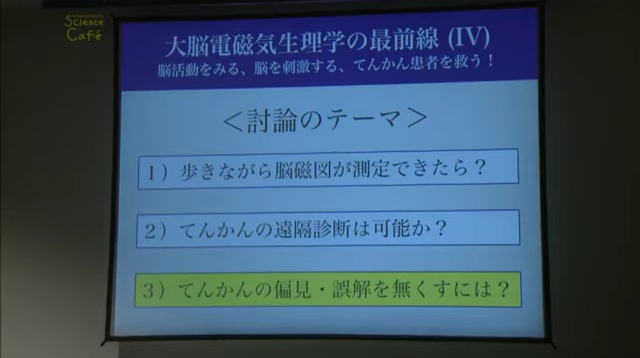 Science
Café
大脳電磁気生理学の最前線 (IV)
脳活動をみる、脳を刺激する、てんかん患者を救う！
＜討論のテーマ＞
１）歩きながら脳磁図が測定できたら？
２）てんかんの遠隔診断は可能か？
３）てんかんの偏見・誤解を無くすには？